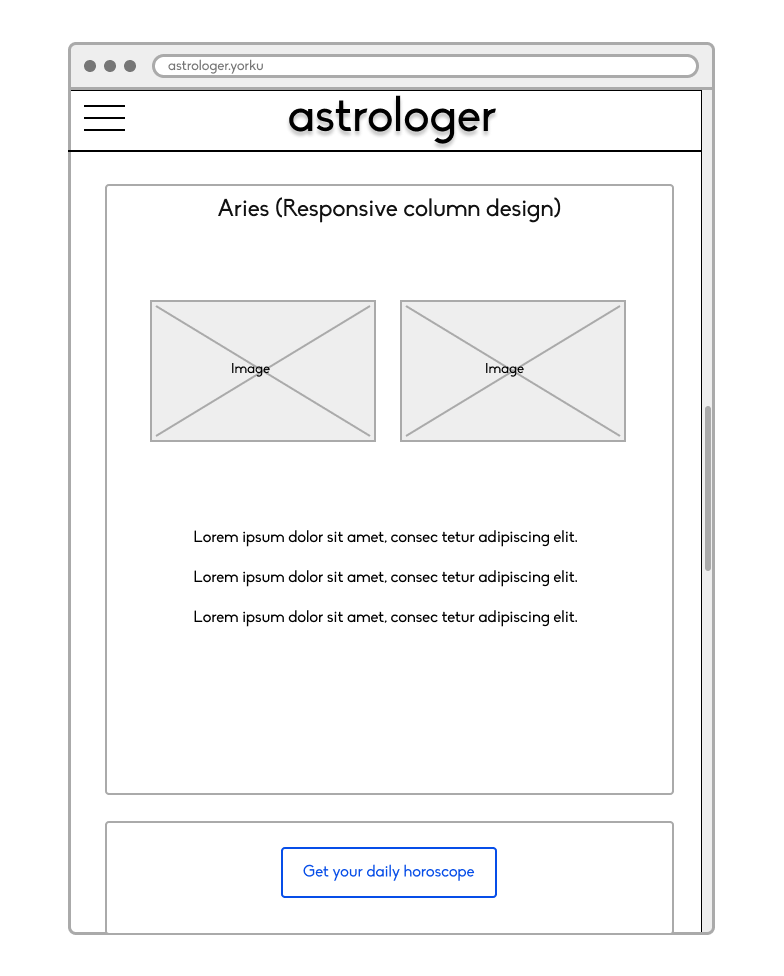 astrologer.yorku
astrologer
Aries (Responsive column design)
Image
Image
Lorem ipsum dolor sit amet, consec tetur adipiscing elit.
Lorem ipsum dolor sit amet, consec tetur adipiscing elit.
Lorem ipsum dolor sit amet, consec tetur adipiscing elit.
Get your daily horoscope